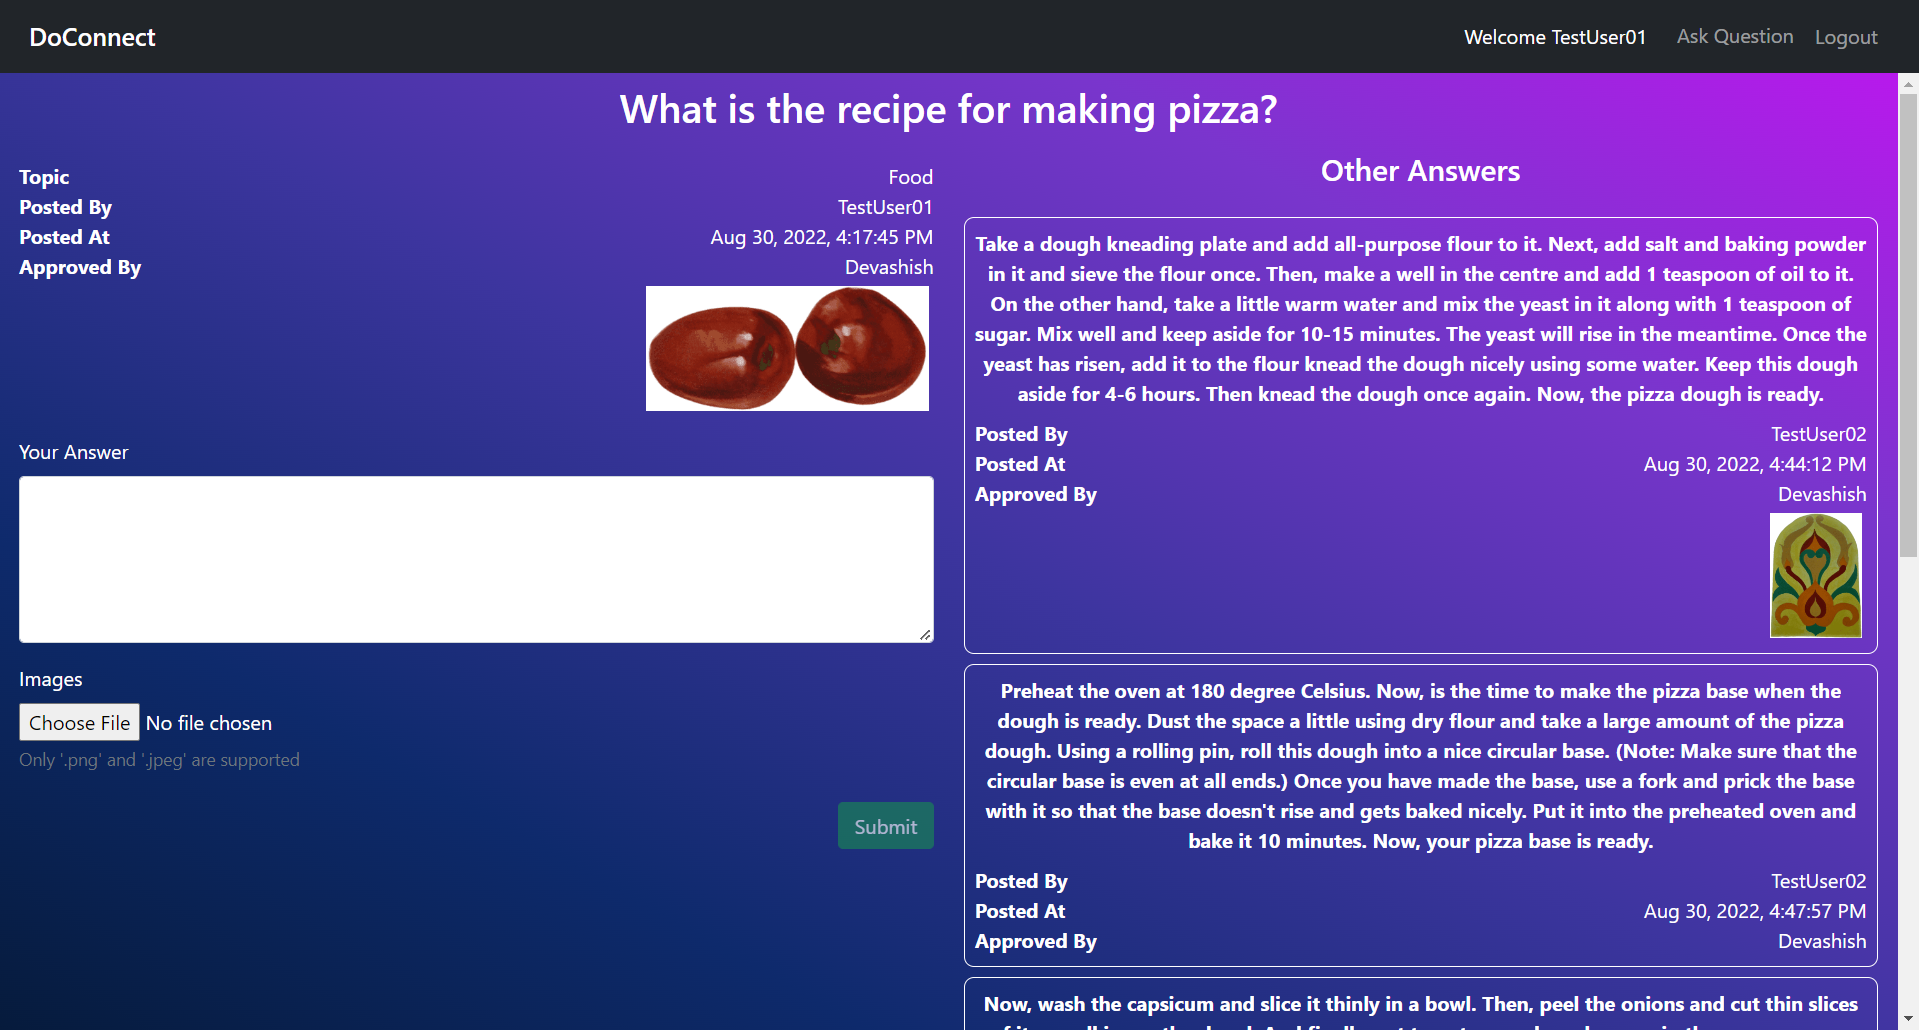 DoConnect
Welcome TestUser01 Ask Question Logout
What is the recipe for making pizza?
Topic Food
Posted By TestUser01
Posted At Aug 30, 2022, 4:17:45 PM
Approved By Devashish
Your Answer
Images
Choose File No file chosen
Only '.png' and '.jpeg' are supported
Submit
Other Answers
Take a dough kneading plate and add all-purpose flour to it. Next, add salt and baking powder
in it and sieve the flour once. Then, make a well in the centre and add 1 teaspoon of oil to it.
On the other hand, take a little warm water and mix the yeast in it along with 1 teaspoon of
sugar. Mix well and keep aside for 10-15 minutes. The yeast will rise in the meantime. Once the
yeast has risen, add it to the flour knead the dough nicely using some water. Keep this dough
aside for 4-6 hours. Then knead the dough once again. Now, the pizza dough is ready.
Posted By TestUser02
Posted At Aug 30, 2022, 4:44:12 PM
Approved By Devashish
Preheat the oven at 180 degree Celsius. Now, is the time to make the pizza base when the
dough is ready. Dust the space a little using dry flour and take a large amount of the pizza
dough. Using a rolling pin, roll this dough into a nice circular base. (Note: Make sure that the
circular base is even at all ends.) Once you have made the base, use a fork and prick the base
with it so that the base doesn't rise and gets baked nicely. Put it into the preheated oven and
bake it 10 minutes. Now, your pizza base is ready.
Posted By TestUser02
Posted At Aug 30, 2022, 4:47:57 PM
Approved By Devashish
Now, wash the capsicum and slice it thinly in a bowl. Then, peel the onions and cut thin slices